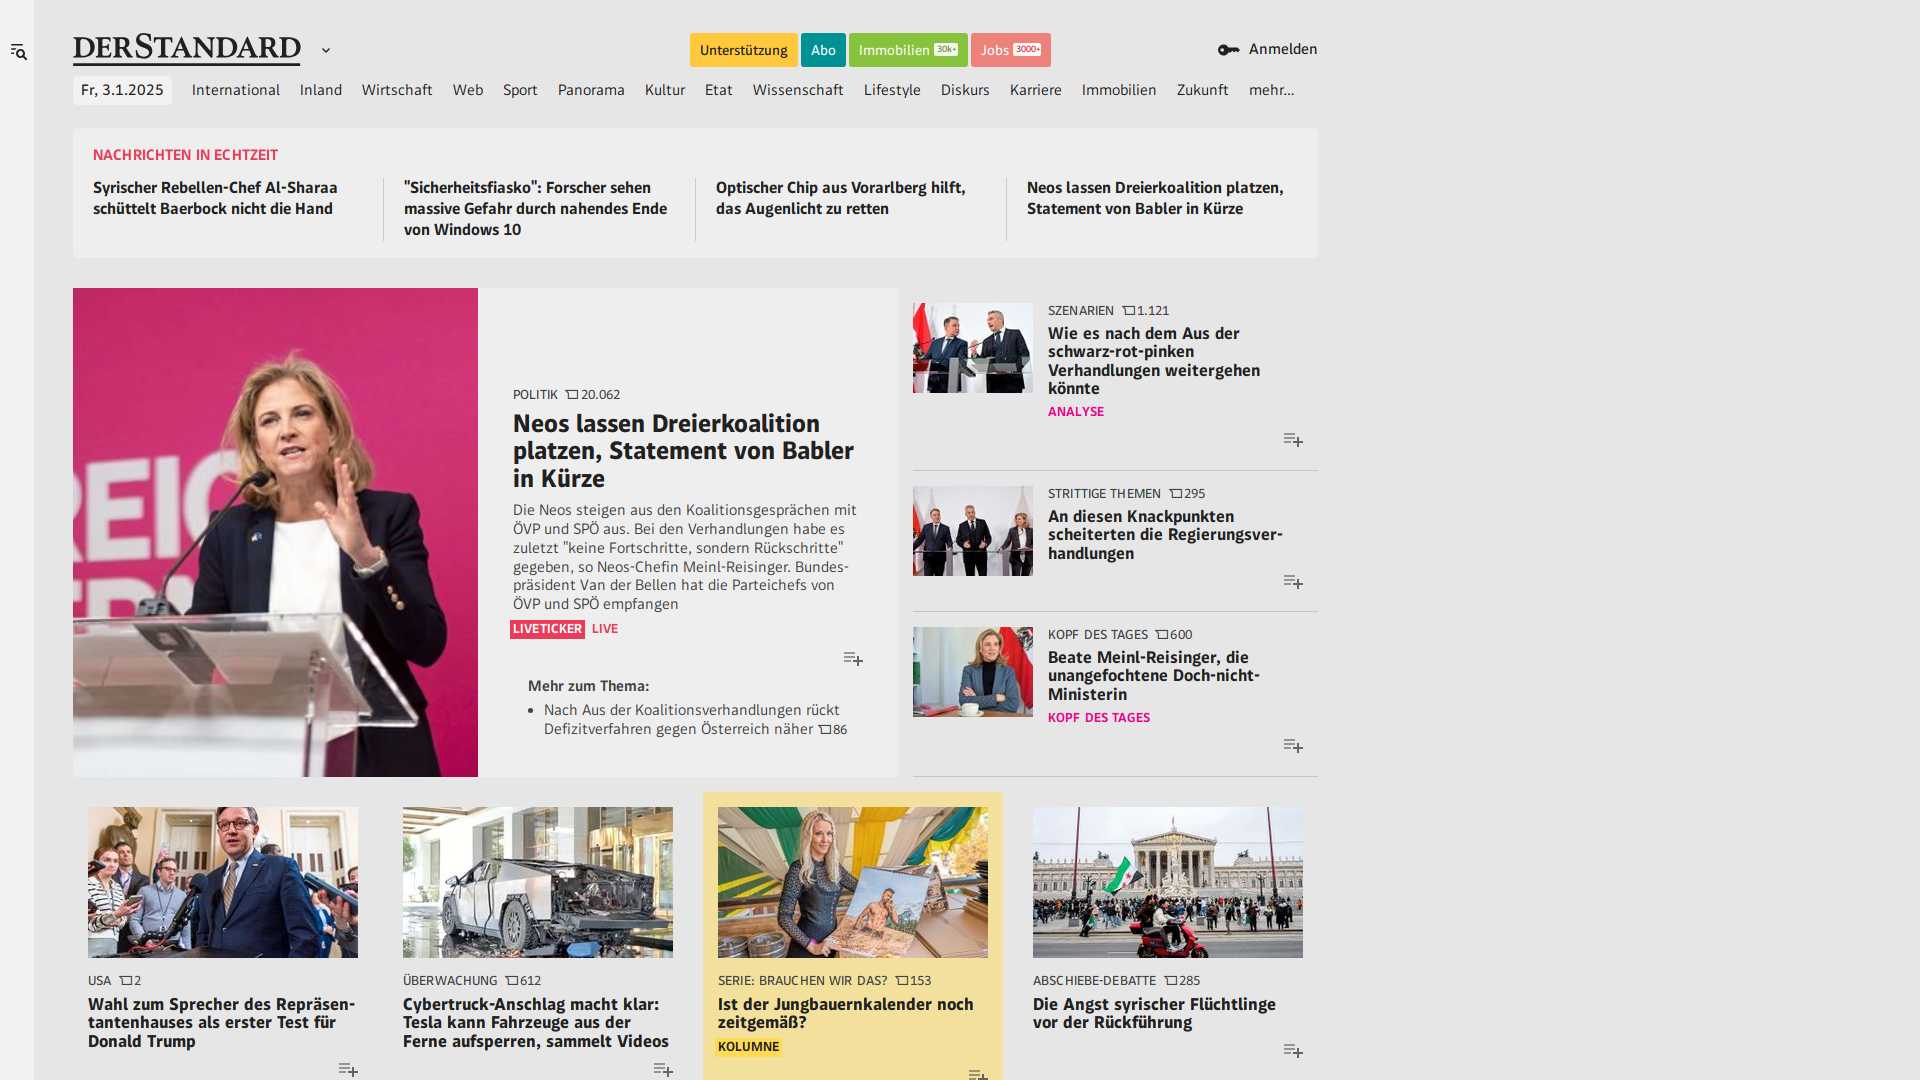 DERSTANDARD
Unterstützung
Abo
Immobilien 30k+
Jobs 3000+
Anmelden
Fr, 3.1.2025
International
Inland
Wirtschaft
Web
Sport
Panorama
Kultur
Etat
Wissenschaft
Lifestyle
Diskurs
Karriere
Immobilien
Zukunft
mehr...
NACHRICHTEN IN ECHTZEIT
Syrischer Rebellen-Chef Al-Sharaa
schüttelt Baerbock nicht die Hand
"Sicherheitsfiasko": Forscher sehen
massive Gefahr durch nahendes Ende
von Windows 10
Optischer Chip aus Vorarlberg hilft,
das Augenlicht zu retten
Neos lassen Dreierkoalition platzen,
Statement von Babler in Kürze
REIC
POLITIK 20.062
Neos lassen Dreierkoalition
platzen, Statement von Babler
in Kürze
Die Neos steigen aus den Koalitionsgesprächen mit
ÖVP und SPÖ aus. Bei den Verhandlungen habe es
zuletzt "keine Fortschritte, sondern Rückschritte"
gegeben, so Neos-Chefin Meinl-Reisinger. Bundes-
präsident Van der Bellen hat die Parteichefs von
ÖVP und SPÖ empfangen
LIVETICKER LIVE
Mehr zum Thema:
• Nach Aus der Koalitionsverhandlungen rückt
Defizitverfahren gegen Österreich näher 86
SZENARIEN 1.121
Wie es nach dem Aus der
schwarz-rot-pinken
Verhandlungen weitergehen
könnte
ANALYSE
STRITTIGE THEMEN 295
An diesen Knackpunkten
scheiterten die Regierungsver-
handlungen
KOPF DES TAGES 600
Beate Meinl-Reisinger, die
unangefochtene Doch-nicht-
Ministerin
KOPF DES TAGES
USA 2
Wahl zum Sprecher des Repräsen-
tantenhauses als erster Test für
Donald Trump
ÜBERWACHUNG 612
Cybertruck-Anschlag macht klar:
Tesla kann Fahrzeuge aus der
Ferne aufsperren, sammelt Videos
SERIE: BRAUCHEN WIR DAS? 153
Ist der Jungbauernkalender noch
zeitgemäß?
KOLUMNE
ABSCHIEBE-DEBATTE 285
Die Angst syrischer Flüchtlinge
vor der Rückführung